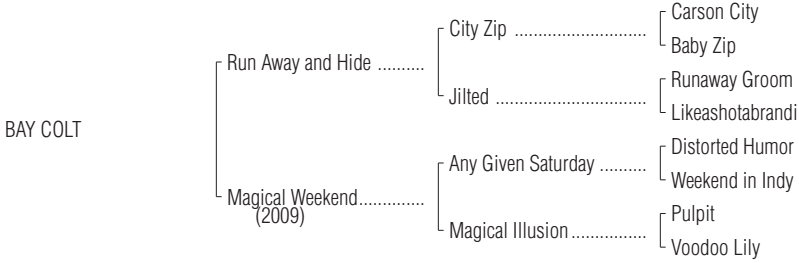 Carson City
City Zip ............................
Baby Zip
Run Away and Hide ..........
Runaway Groom
Jilted ................................
Likeashotabrandi
BAY COLT
Distorted Humor
Any Given Saturday ..........
Weekend in Indy
Magical Weekend..............
(2009)
Pulpit
Magical Illusion................
Voodoo Lily